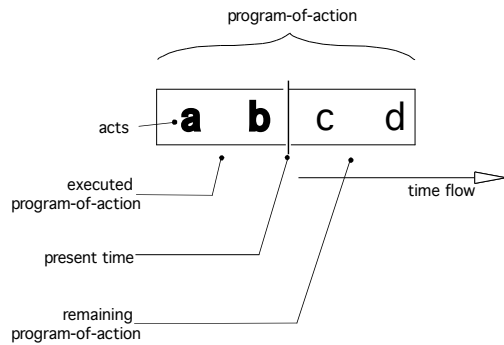 program-of-action
a b c d
acts
executed
program-of-action
time flow
present time
remaining
program-of-action